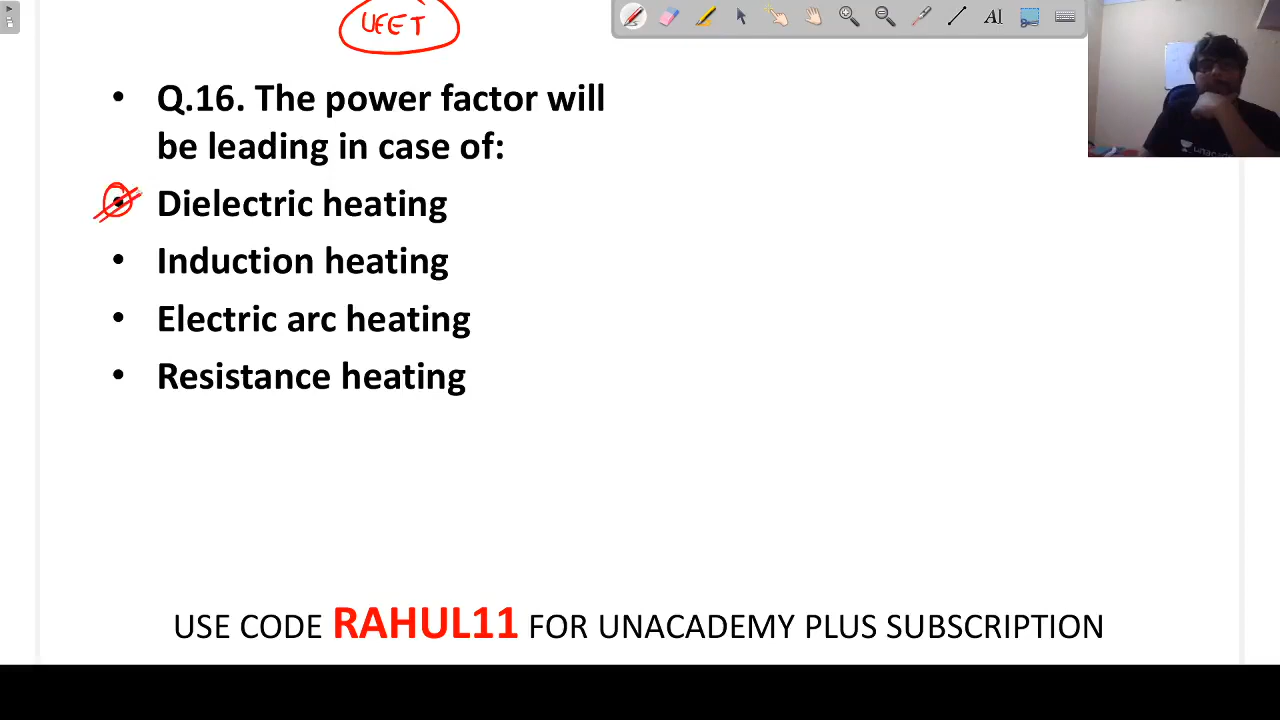 UEET
• Q.16. The power factor will
be leading in case of:
• Dielectric heating
• Induction heating
• Electric arc heating
• Resistance heating
USE CODE RAHUL11 FOR UNACADEMY PLUS SUBSCRIPTION